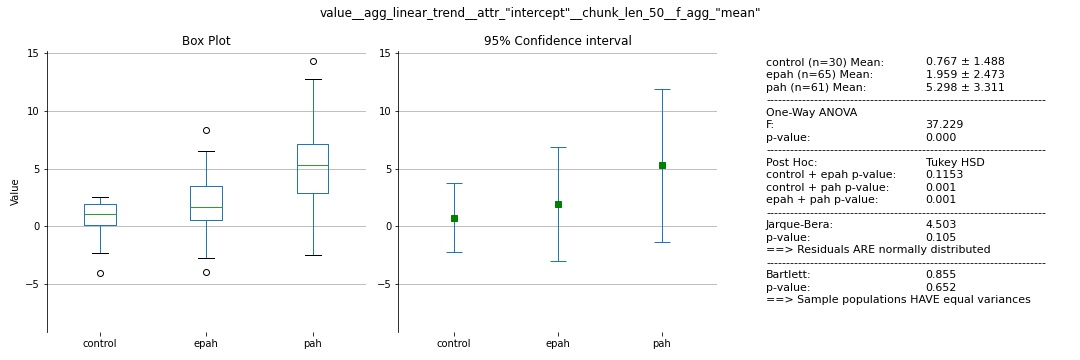 value__agg_linear_trend__attr_"intercept"__chunk_len_50__f_agg_"mean"
Box Plot
15
10
5
0
−5
Value
control epah pah
95% Confidence interval
15
10
5
0
−5
control epah pah
control (n=30) Mean: 0.767 ± 1.488
epah (n=65) Mean: 1.959 ± 2.473
pah (n=61) Mean: 5.298 ± 3.311
One-Way ANOVA
F: 37.229
p-value: 0.000
Post Hoc: Tukey HSD
control + epah p-value: 0.1153
control + pah p-value: 0.001
epah + pah p-value: 0.001
Jarque-Bera: 4.503
p-value: 0.105
==> Residuals ARE normally distributed
Bartlett: 0.855
p-value: 0.652
==> Sample populations HAVE equal variances